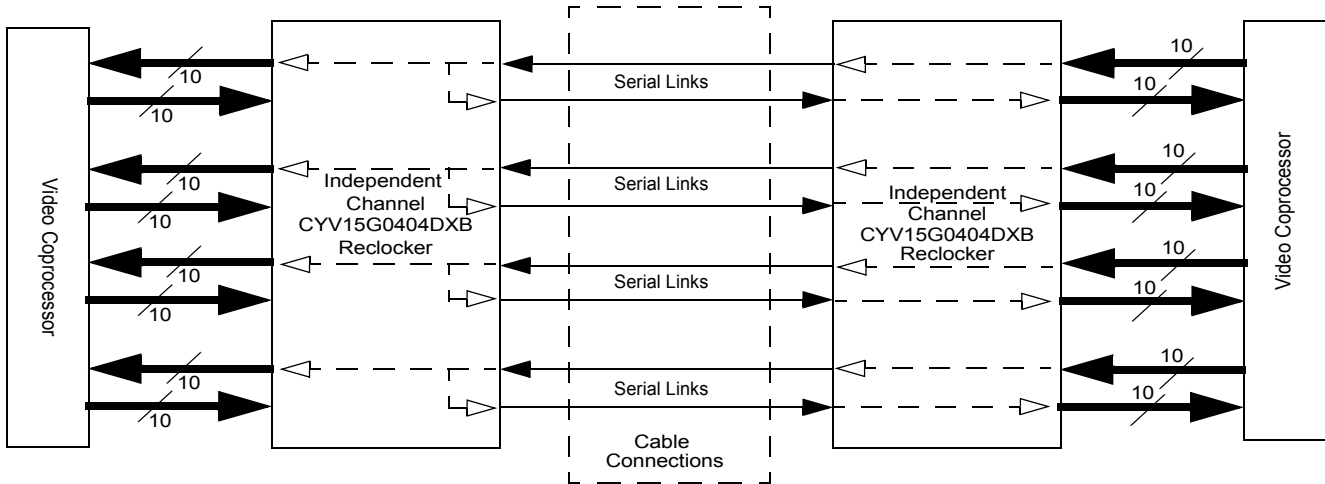 Video Coprocessor
10
10
10
10
10
10
10
10
Independent
Channel
CYV15G0404DXB
Reclocker
Serial Links
Serial Links
Serial Links
Serial Links
Cable
Connections
Independent
Channel
CYV15G0404DXB
Reclocker
10
10
10
10
10
10
10
10
Video Coprocessor